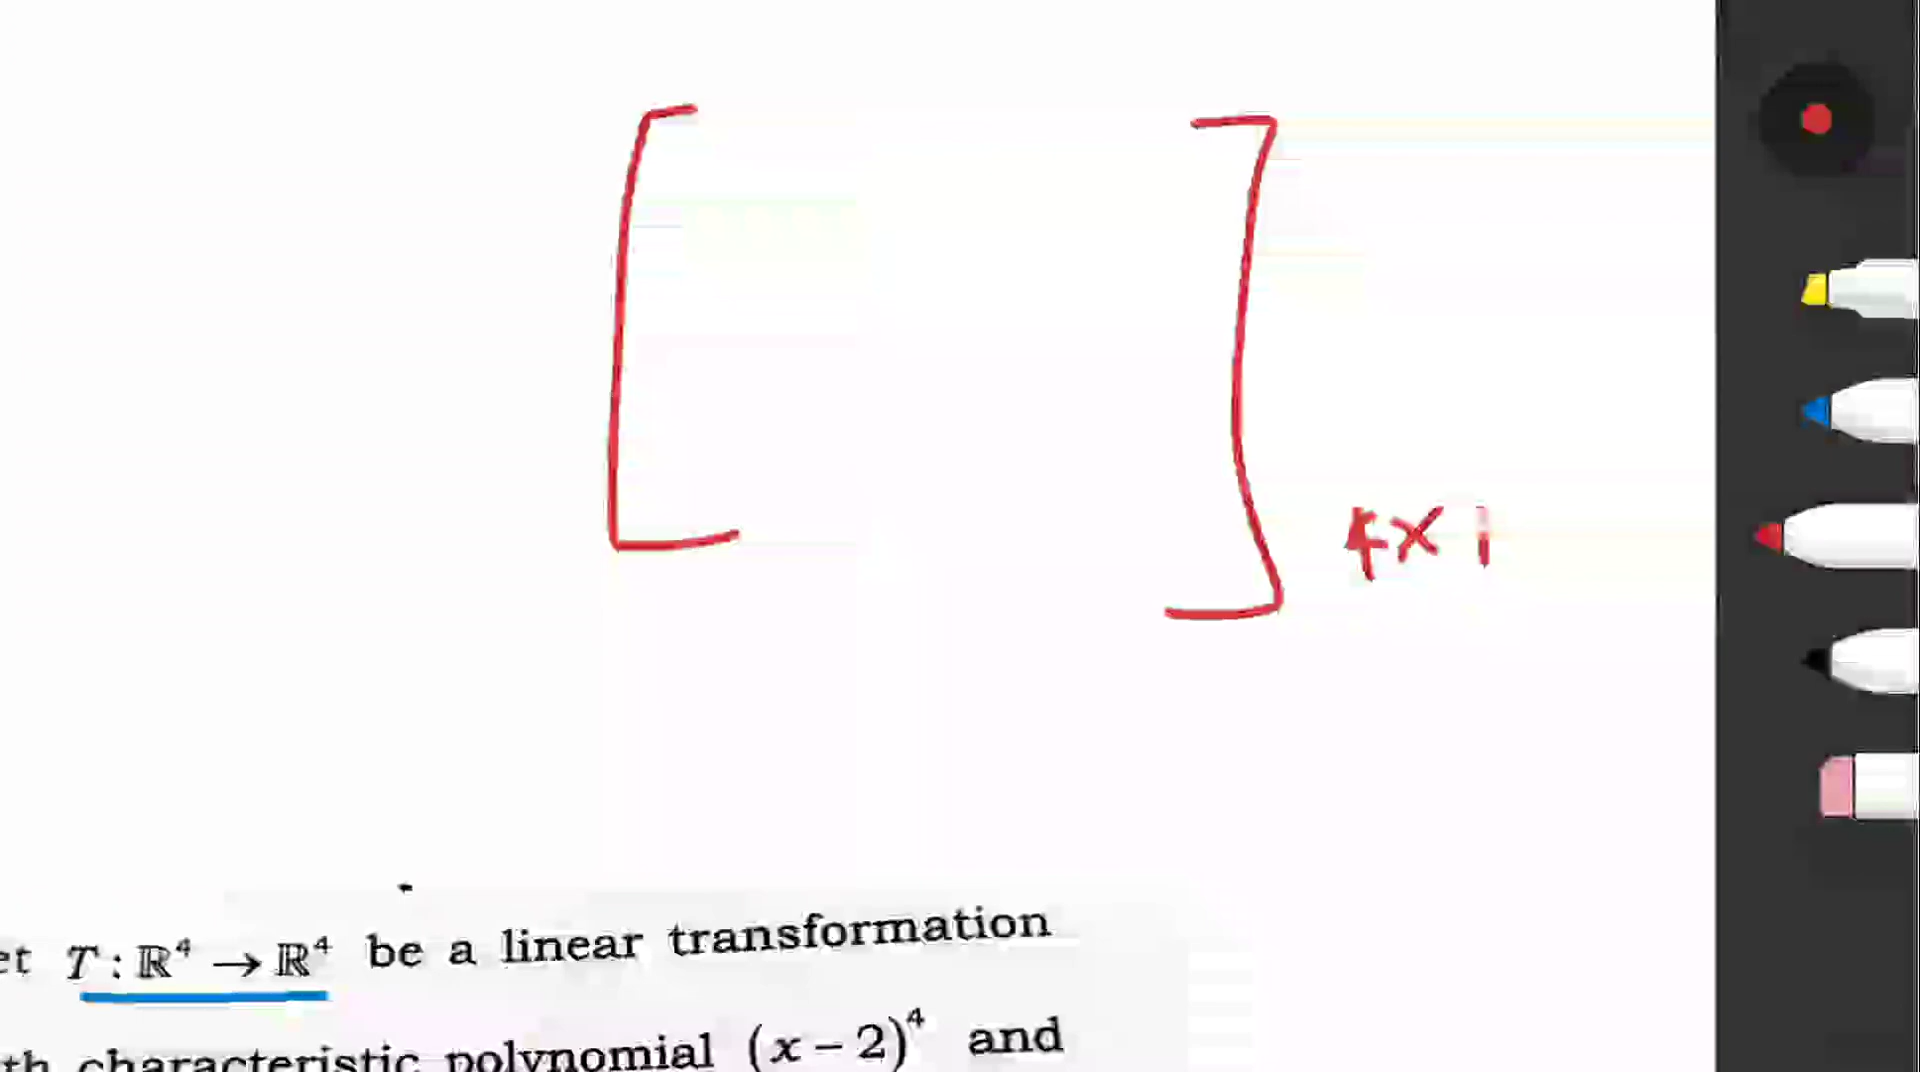 4×1
et T : ℝ⁴ → ℝ⁴ be a linear transformation
th characteristic polynomial (x − 2)⁴ and